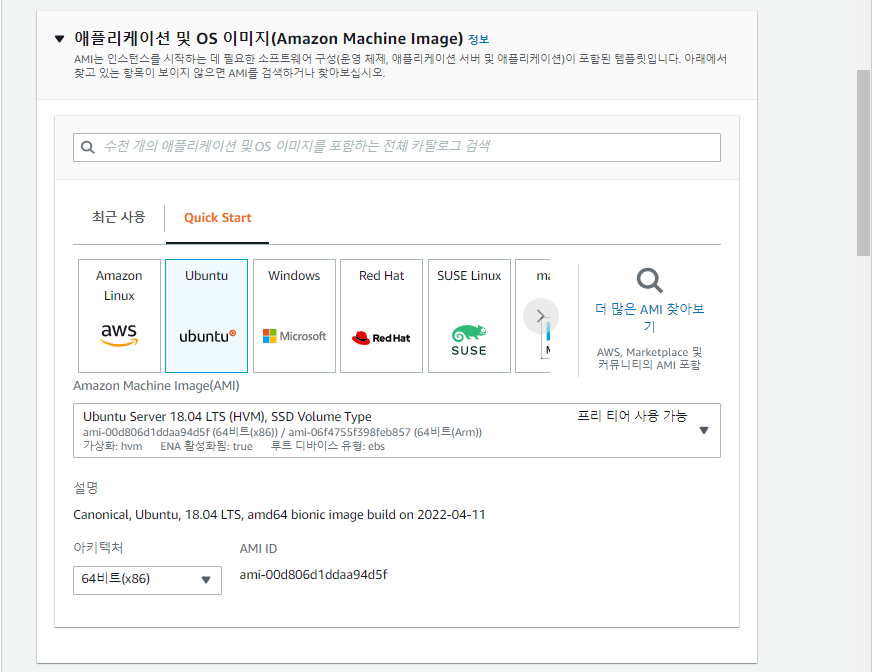 애플리케이션 및 OS 이미지(Amazon Machine Image) 정보
AMI는 인스턴스를 시작하는 데 필요한 소프트웨어 구성(운영 체제, 애플리케이션 서버 및 애플리케이션)이 포함된 템플릿입니다. 아래에서
찾고 있는 항목이 보이지 않으면 AMI를 검색하거나 찾아보십시오.
수천 개의 애플리케이션 및 OS 이미지를 포함하는 전체 카탈로그 검색
최근 사용
Quick Start
Amazon
Linux
aws
Ubuntu
ubuntu
Windows
Microsoft
Red Hat
Red Hat
SUSE Linux
SUSE
더 많은 AMI 찾아보
기
AWS, Marketplace 및
커뮤니티의 AMI 포함
Amazon Machine Image(AMI)
Ubuntu Server 18.04 LTS (HVM), SSD Volume Type
프리 티어 사용 가능
ami-00d806d1ddaa94d5f (64비트(x86)) / ami-06f4755f398feb857 (64비트(Arm))
가상화: hvm ENA 활성화됨: true 루트 디바이스 유형: ebs
설명
Canonical, Ubuntu, 18.04 LTS, amd64 bionic image build on 2022-04-11
아키텍처
AMI ID
64비트(x86)
ami-00d806d1ddaa94d5f